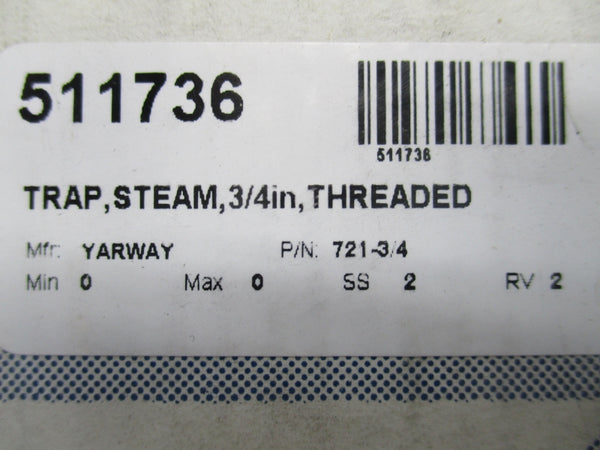 511736
511736
TRAP,STEAM,3/4in,THREADED
Mfr: YARWAY P/N: 721-3/4
Min 0 Max 0 SS 2 RV 2